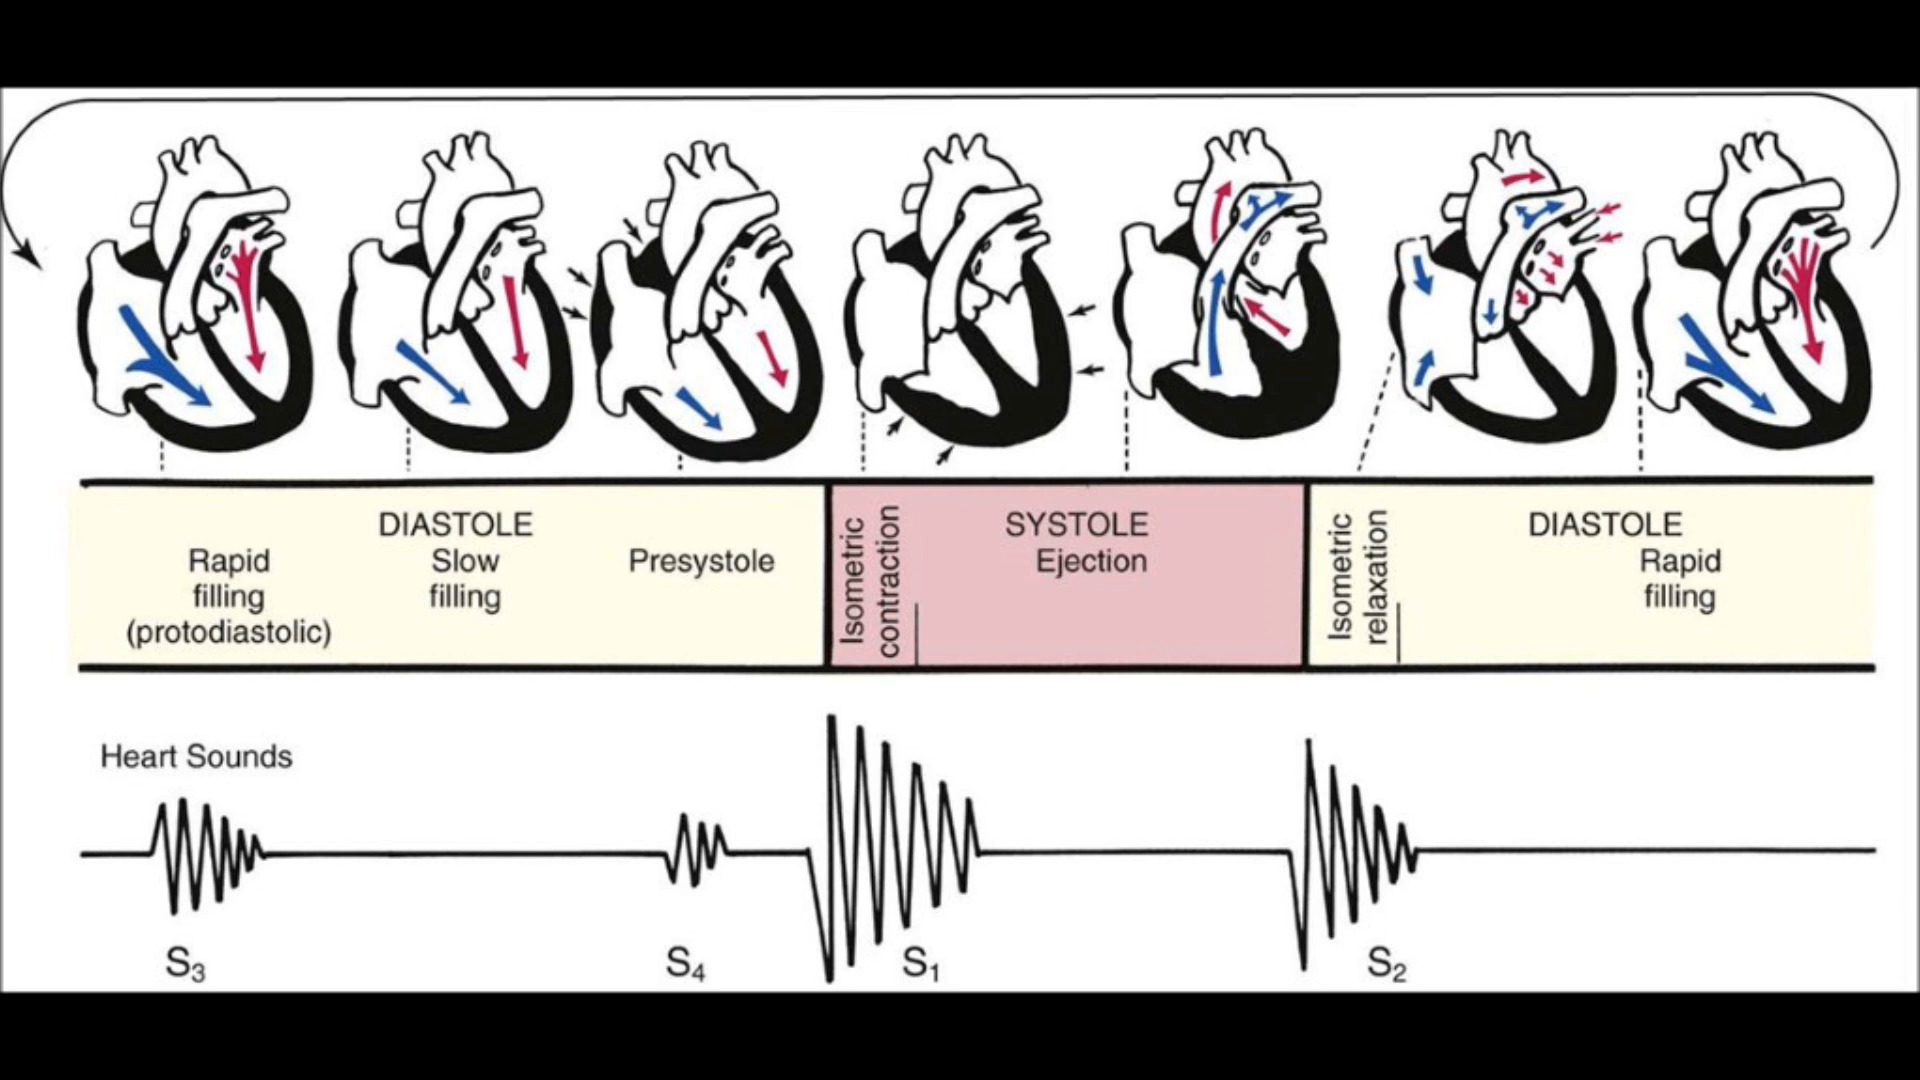 DIASTOLE
Rapid
filling
(protodiastolic)
Slow
filling
Presystole
Isometric
contraction
SYSTOLE
Ejection
Isometric
relaxation
DIASTOLE
Rapid
filling
Heart Sounds
S3
S4
S1
S2